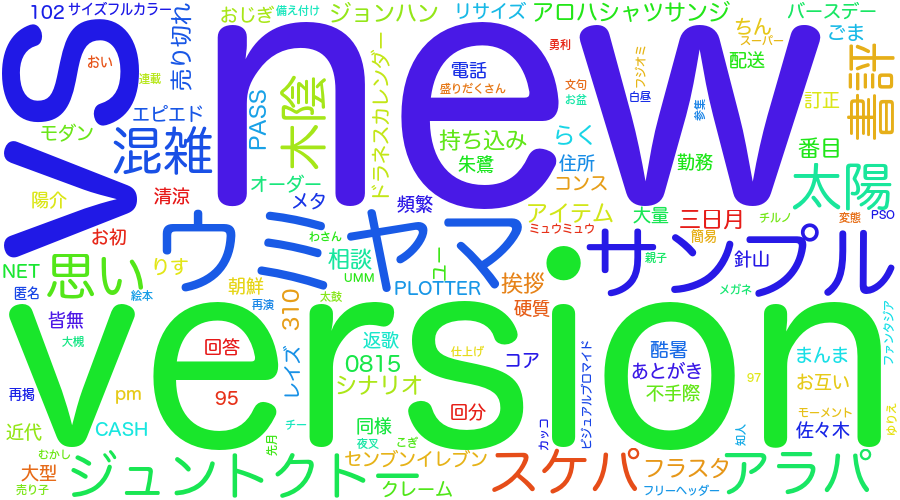 102
サイズフルカラー
売り切れ
おじぎ
備え付け
ジョンハン
リサイズ
アロハシャツサンジ
バースデー
ちん
スーパー
ごま
おい
連載
VS
new
勇利
フジオミ
配送
書評
電話
盛りだくさん
文句
お盆
白昼
参集
訂正
エピエド
PASS
木陰
ドラネスカレンダー
モダン
混雑
持ち込み
朱鷺
らく
住所
勤務
番目
オーダー
コンス
太陽
陽介
清涼
メタ
頻繁
アイテム
ミュウミュウ
大量
三日月
チルノ
変態
PSO
お初
ウミヤマ
わさん
相談
ユー
UMM
サンプル
簡易
親子
針山
NET
思い
りす
朝鮮
PLOTTER
挨拶
メガネ
匿名
絵本
再演
310
太鼓
硬質
version
皆無
大槻
回答
返歌
仕上げ
コア
酷暑
まんま
ファンタジア
レイズ
0815
シナリオ
ビジュアルブロマイド
あとがき
不手際
97
お互い
再掲
pm
95
回分
カッコ
モーメント
ゆりえ
近代
CASH
先月
チー
同様
夜叉
こぎ
知人
佐々木
むかし
大型
売り子
ジュントクトー
センブンイレブン
クレーム
スケパ
フラスタ
フリーヘッダー
アラパ